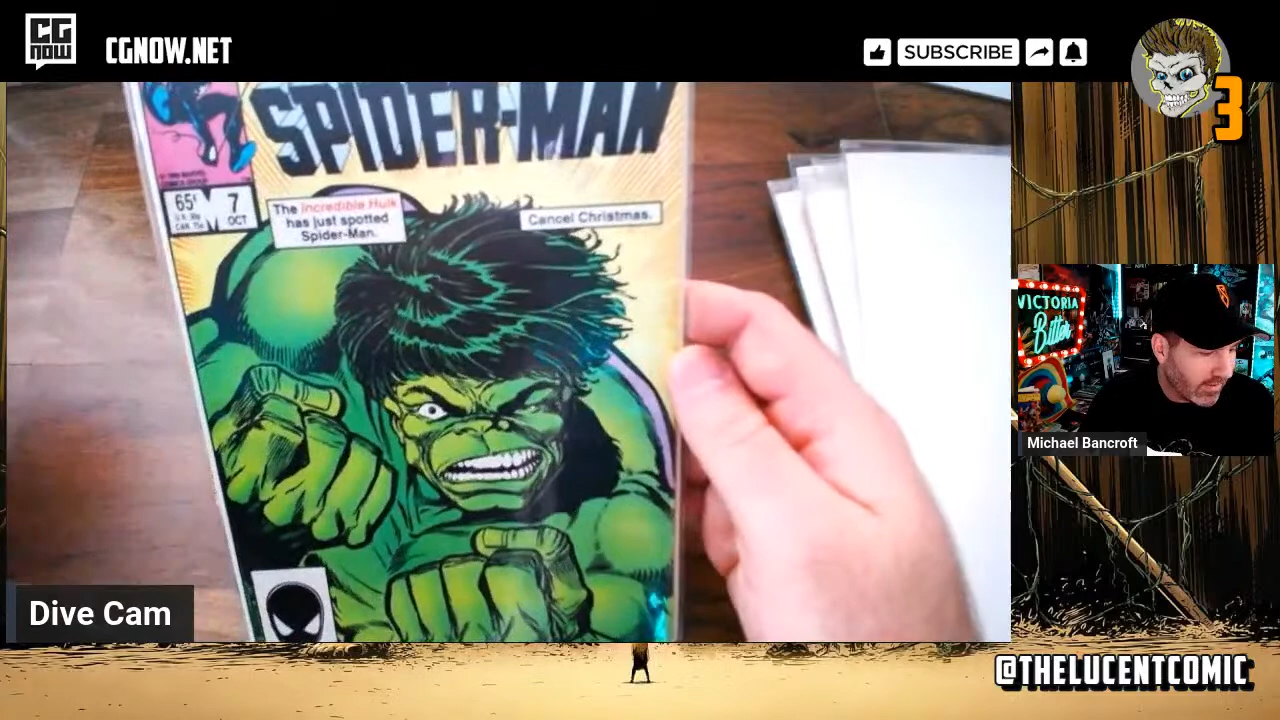 CG
NOW
CGNOW.NET
SUBSCRIBE
3
SPIDER-MAN
65¢
7
OCT
The Incredible Hulk
has just spotted
Spider-Man.
Cancel Christmas.
VICTORIA
Bitter
Michael Bancroft
Dive Cam
@THELUCENTCOMIC